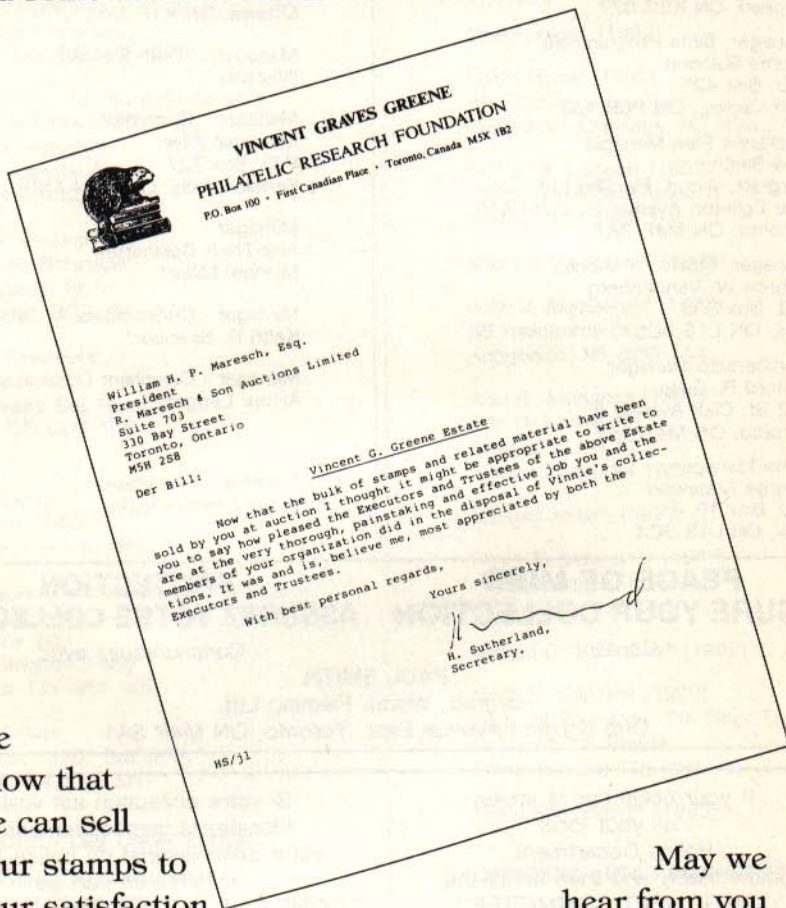 VINCENT GRAVES GREENE
PHILATELIC RESEARCH FOUNDATION
P.O. Box 100 · First Canadian Place · Toronto, Canada M5X 1B2
William H. P. Maresch, Esq.
President
R. Maresch & Son Auctions Limited
Suite 703
330 Bay Street
Toronto, Ontario
M5H 2S8
Der Bill:
Vincent G. Greene Estate
Now that the bulk of stamps and related material have been
sold by you at auction I thought it might be appropriate to write to
you to say how pleased the Executors and Trustees of the above Estate
are at the very thorough, painstaking and effective job you and the
members of your organization did in the disposal of Vinnie's collec-
tions. It was and is, believe me, most appreciated by both the
Executors and Trustees.
With best personal regards,
Yours sincerely,
H. Sutherland,
Secretary.
HS/jl
ow that
e can sell
ur stamps to
ur satisfaction
May we
hear from you